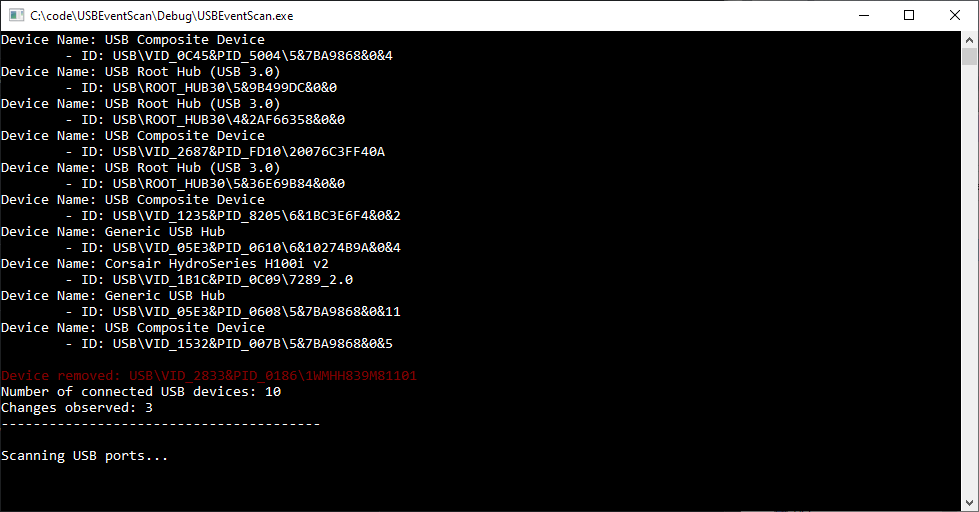 C:\code\USBEventScan\Debug\USBEventScan.exe
Device Name: USB Composite Device
- ID: USB\VID_0C45&PID_5004\5&7BA9868&0&4
Device Name: USB Root Hub (USB 3.0)
- ID: USB\ROOT_HUB30\5&9B499DC&0&0
Device Name: USB Root Hub (USB 3.0)
- ID: USB\ROOT_HUB30\4&2AF66358&0&0
Device Name: USB Composite Device
- ID: USB\VID_2687&PID_FD10\20076C3FF40A
Device Name: USB Root Hub (USB 3.0)
- ID: USB\ROOT_HUB30\5&36E69B84&0&0
Device Name: USB Composite Device
- ID: USB\VID_1235&PID_8205\6&1BC3E6F4&0&2
Device Name: Generic USB Hub
- ID: USB\VID_05E3&PID_0610\6&10274B9A&0&4
Device Name: Corsair HydroSeries H100i v2
- ID: USB\VID_1B1C&PID_0C09\7289_2.0
Device Name: Generic USB Hub
- ID: USB\VID_05E3&PID_0608\5&7BA9868&0&11
Device Name: USB Composite Device
- ID: USB\VID_1532&PID_007B\5&7BA9868&0&5
Device removed: USB\VID_2833&PID_0186\1WMHH839M81101
Number of connected USB devices: 10
Changes observed: 3
----------------------------------------
Scanning USB ports...